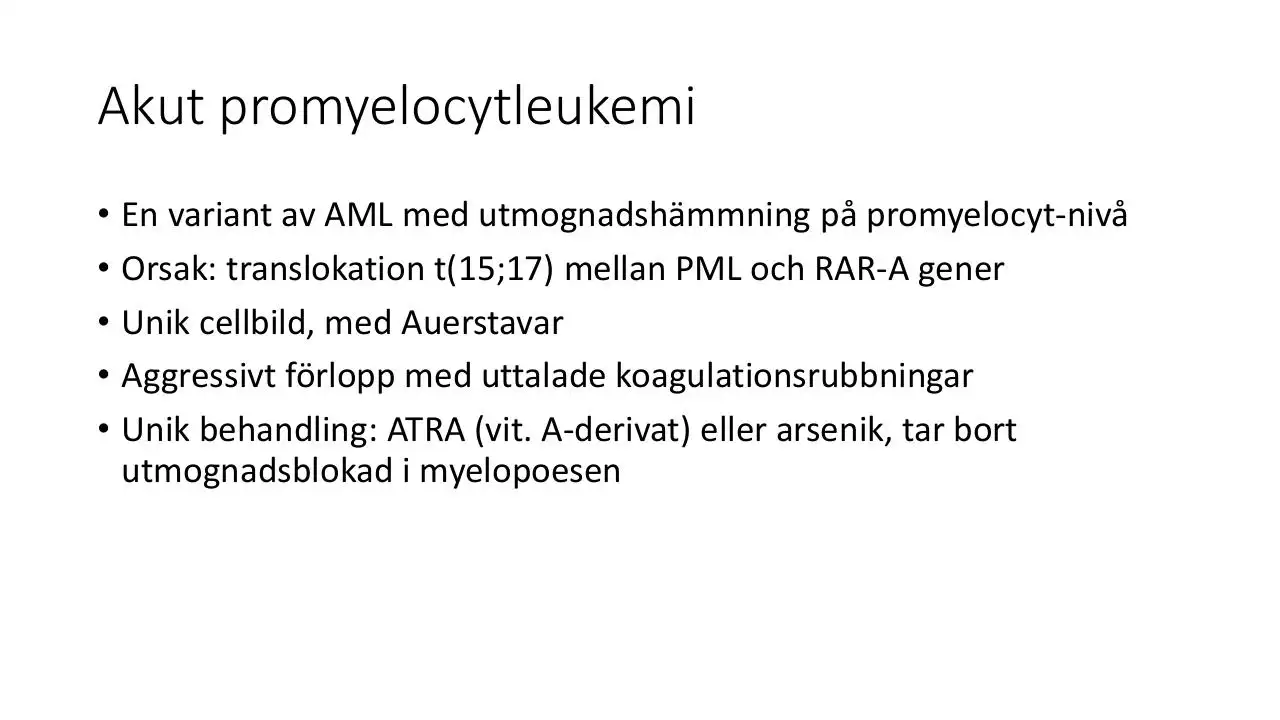 Akut promyelocytleukemi
• En variant av AML med utmognadshämmning på promyelocyt-nivå
• Orsak: translokation t(15;17) mellan PML och RAR-A gener
• Unik cellbild, med Auerstavar
• Aggressivt förlopp med uttalade koagulationsrubbningar
• Unik behandling: ATRA (vit. A-derivat) eller arsenik, tar bort
utmognadsblokad i myelopoesen